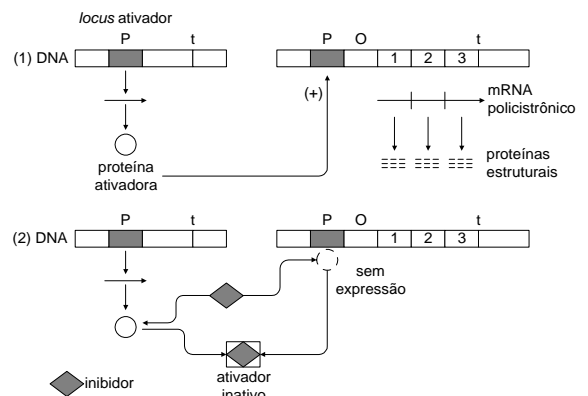 locus ativador
P t P O t
(1) DNA 1 2 3
(+)
mRNA
policistrônico
proteína
ativadora
proteínas
estruturais
P t P O t
(2) DNA 1 2 3
sem
expressão
inibidor
ativador
inativo